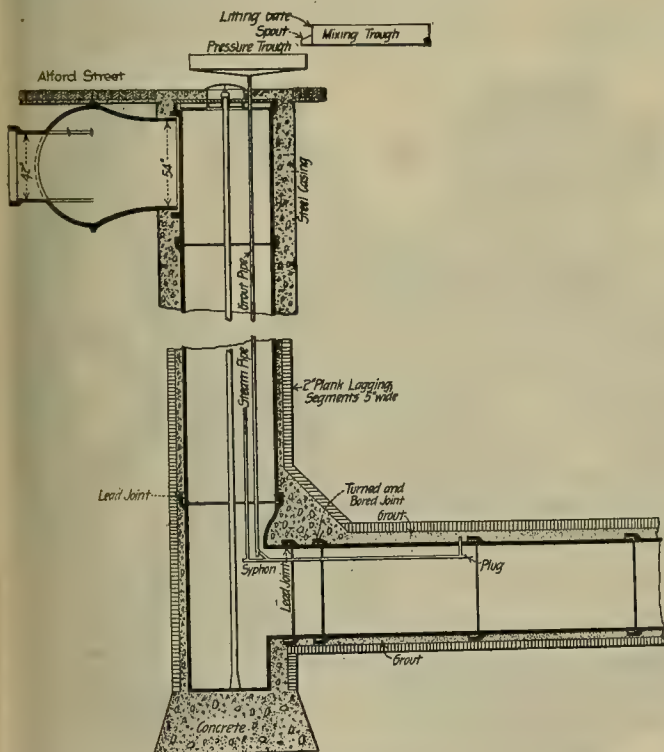 Lifting Gate
Spout
Mixing Trough
Pressure Trough
Alford Street
42"
54"
Steel Casing
Grout Pipe
Steam Pipe
2" Plank Lagging,
Segments 5" wide
Lead Joint
Turned and
Bored Joint
Grout
Syphon
Lead Joint
Plug
Grout
Concrete